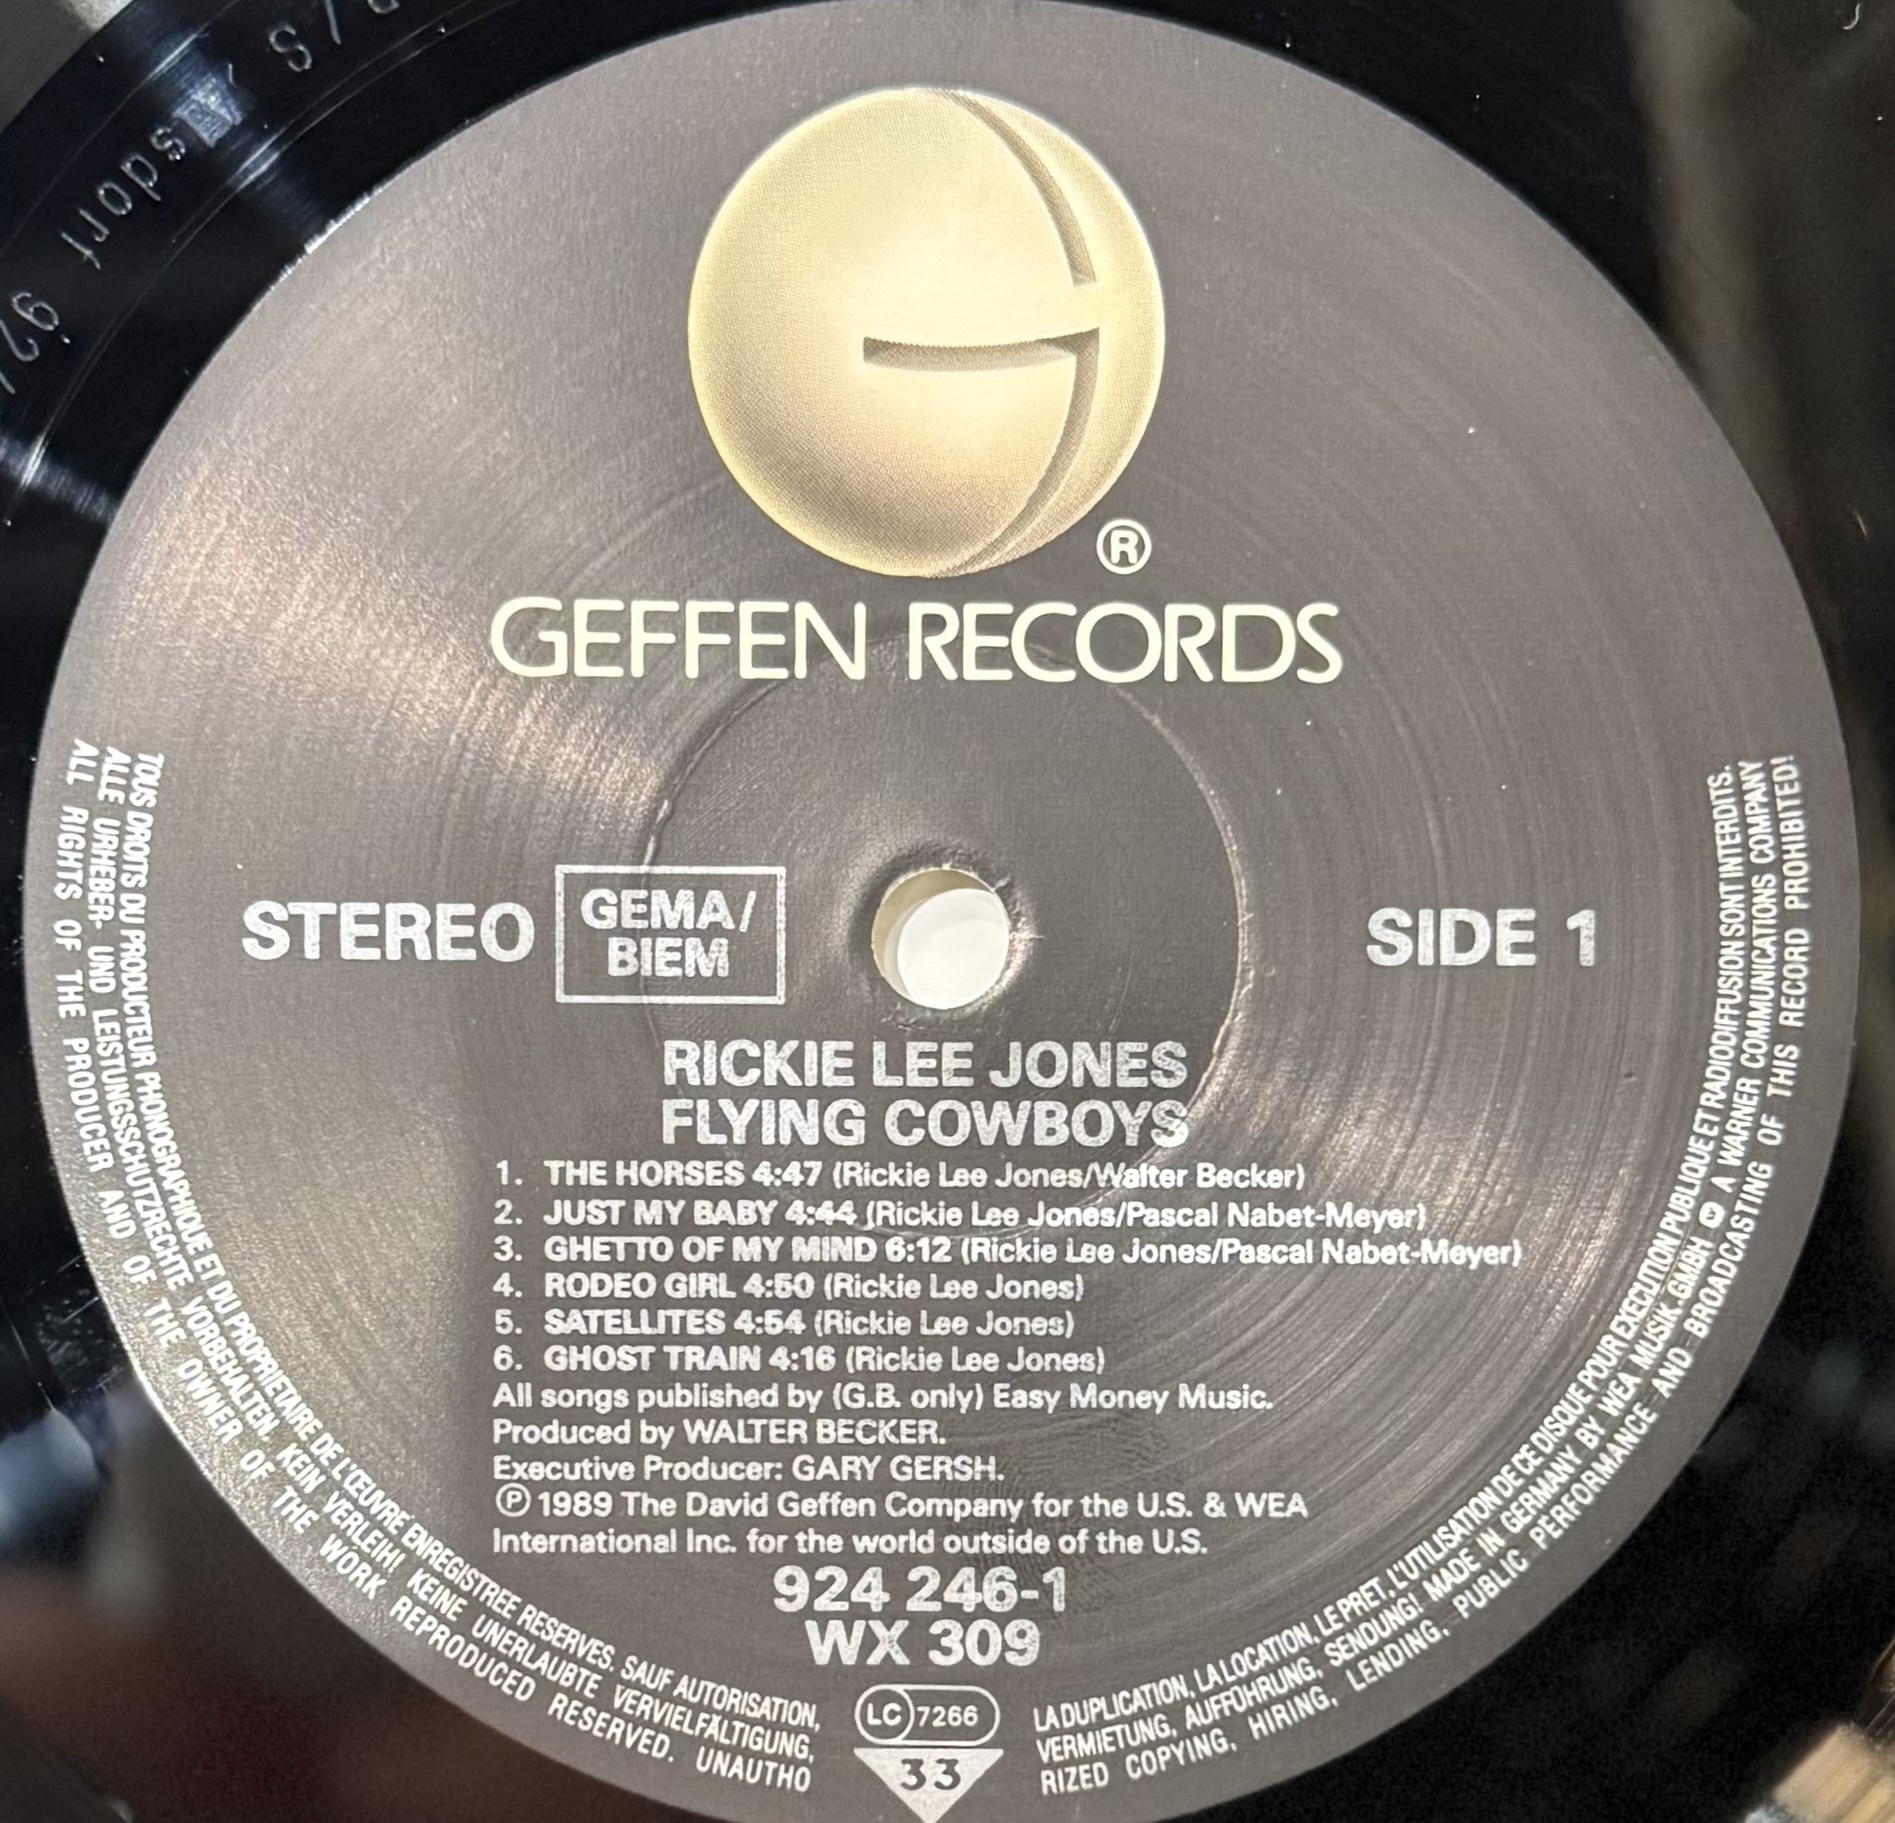 ®
GEFFEN RECORDS
STEREO
GEMA/
BIEM
SIDE 1
RICKIE LEE JONES
FLYING COWBOYS
1. THE HORSES 4:47 (Rickie Lee Jones/Walter Becker)
2. JUST MY BABY 4:44 (Rickie Lee Jones/Pascal Nabet-Meyer)
3. GHETTO OF MY MIND 6:12 (Rickie Lee Jones/Pascal Nabet-Meyer)
4. RODEO GIRL 4:50 (Rickie Lee Jones)
5. SATELLITES 4:54 (Rickie Lee Jones)
6. GHOST TRAIN 4:16 (Rickie Lee Jones)
All songs published by (G.B. only) Easy Money Music.
Produced by WALTER BECKER.
Executive Producer: GARY GERSH.
℗ 1989 The David Geffen Company for the U.S. & WEA
International Inc. for the world outside of the U.S.
924 246-1
WX 309
LC 7266
33
TOUS DROITS DU PRODUCTEUR PHONOGRAPHIQUE ET DU PROPRIETAIRE DE L'ŒUVRE ENREGISTREE RESERVES. SAUF AUTORISATION, LA DUPLICATION, LA LOCATION, LE PRET, L'UTILISATION DE CE DISQUE POUR EXECUTION PUBLIQUE ET RADIODIFFUSION SONT INTERDITS.
ALLE URHEBER- UND LEISTUNGSSCHUTZRECHTE VORBEHALTEN. KEIN VERLEIH! KEINE UNERLAUBTE VERVIELFÄLTIGUNG, VERMIETUNG, AUFFÜHRUNG, SENDUNG! MADE IN GERMANY BY WEA MUSIK GMBH A WARNER COMMUNICATIONS COMPANY
ALL RIGHTS OF THE PRODUCER AND OF THE OWNER OF THE WORK REPRODUCED RESERVED. UNAUTHORIZED COPYING, HIRING, LENDING, PUBLIC PERFORMANCE AND BROADCASTING OF THIS RECORD PROHIBITED!